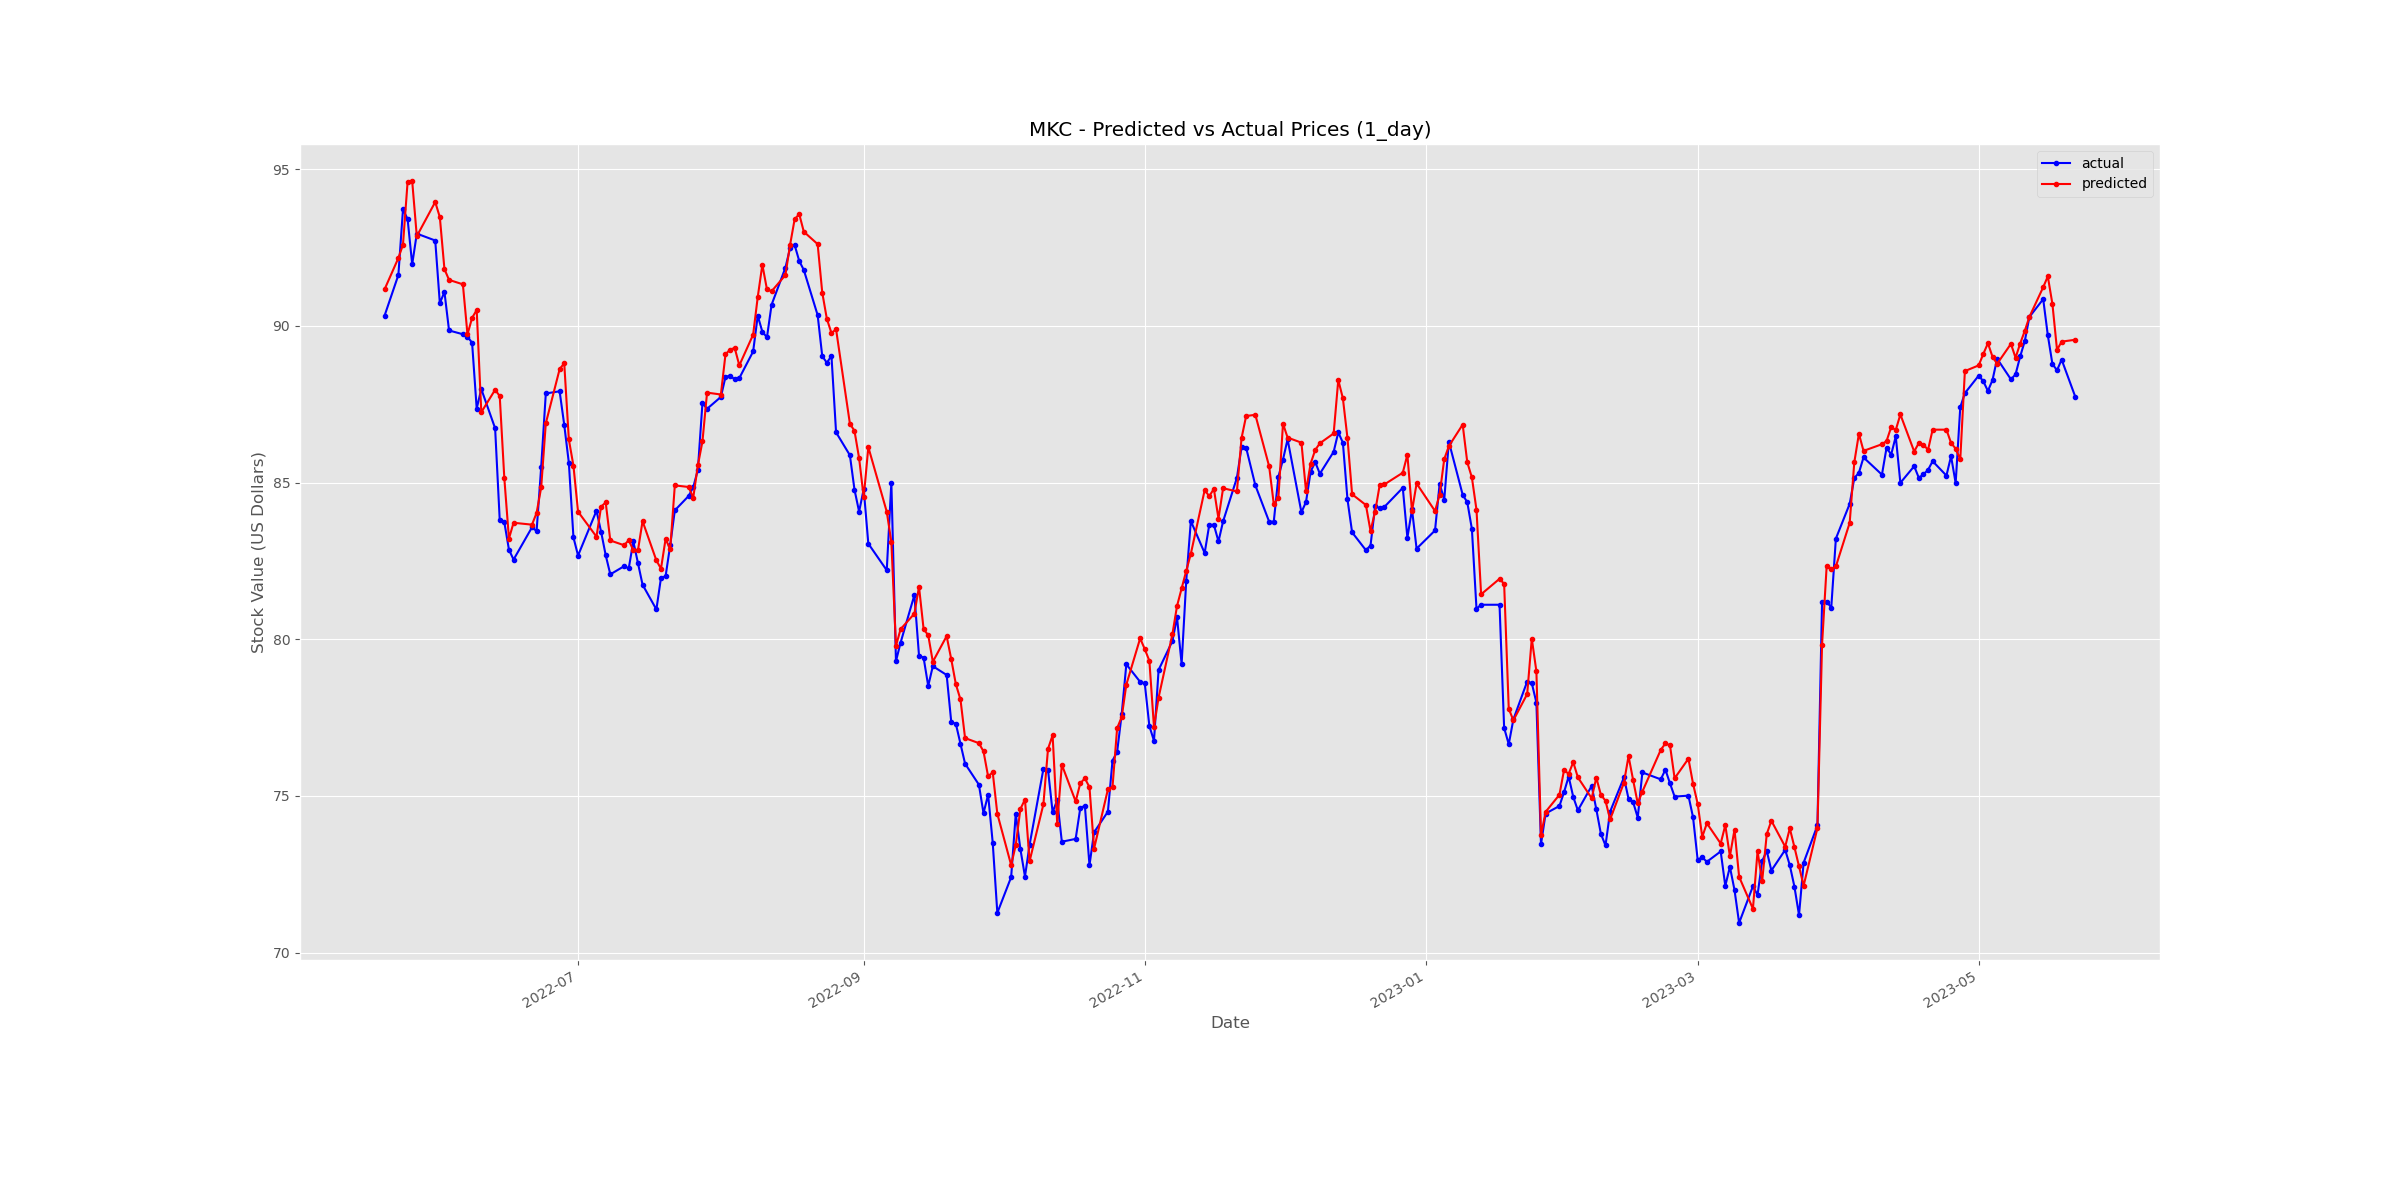 MKC - Predicted vs Actual Prices (1_day)
actual
predicted
95
90
85
80
75
70
Stock Value (US Dollars)
2022-07
2022-09
2022-11
2023-01
2023-03
2023-05
Date